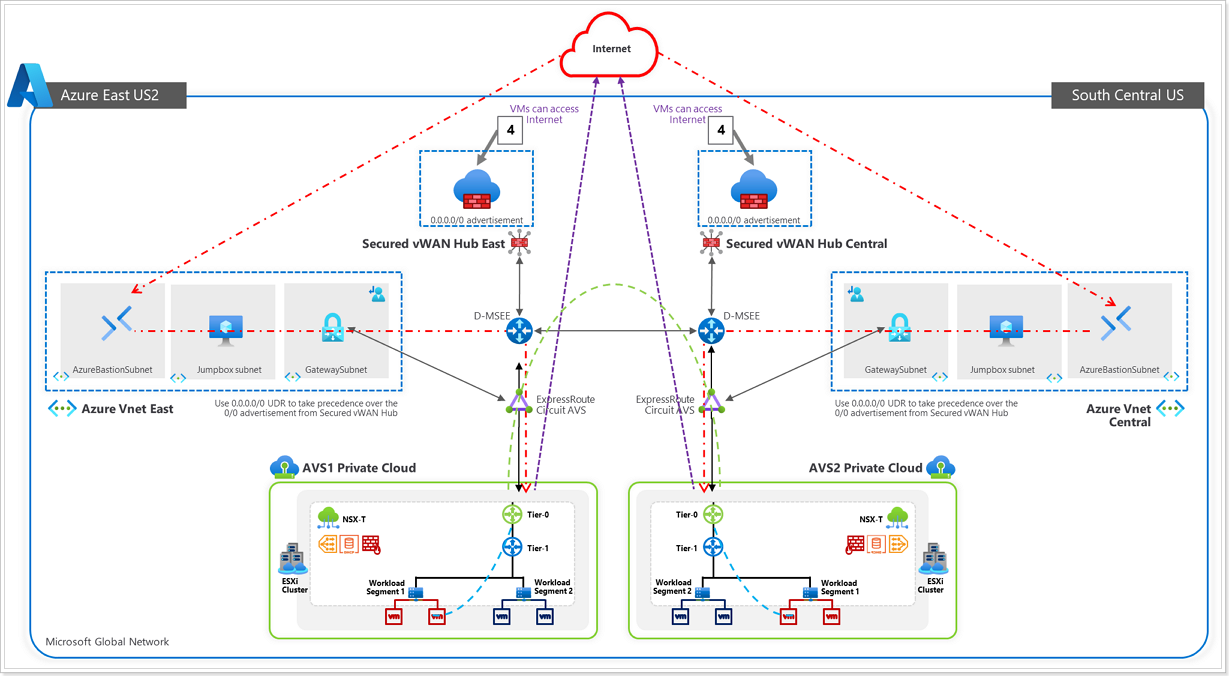 Internet
Azure East US2
South Central US
VMs can access
Internet
VMs can access
Internet
4
4
0.0.0.0/0 advertisement
0.0.0.0/0 advertisement
Secured vWAN Hub East
Secured vWAN Hub Central
D-MSEE
D-MSEE
AzureBastionSubnet
Jumpbox subnet
GatewaySubnet
GatewaySubnet
Jumpbox subnet
AzureBastionSubnet
Azure Vnet East
Use 0.0.0.0/0 UDR to take precedence over the
0/0 advertisement from Secured vWAN Hub
ExpressRoute
Circuit AVS
ExpressRoute
Circuit AVS
Use 0.0.0.0/0 UDR to take precedence over the
0/0 advertisement from Secured vWAN Hub
Azure Vnet
Central
AVS1 Private Cloud
AVS2 Private Cloud
NSX-T
Tier-0
Tier-1
ESXi
Cluster
Workload
Segment 1
Workload
Segment 2
vm
vm
vm
vm
Tier-0
NSX-T
Tier-1
Workload
Segment 2
Workload
Segment 1
ESXi
Cluster
vm
vm
vm
vm
Microsoft Global Network